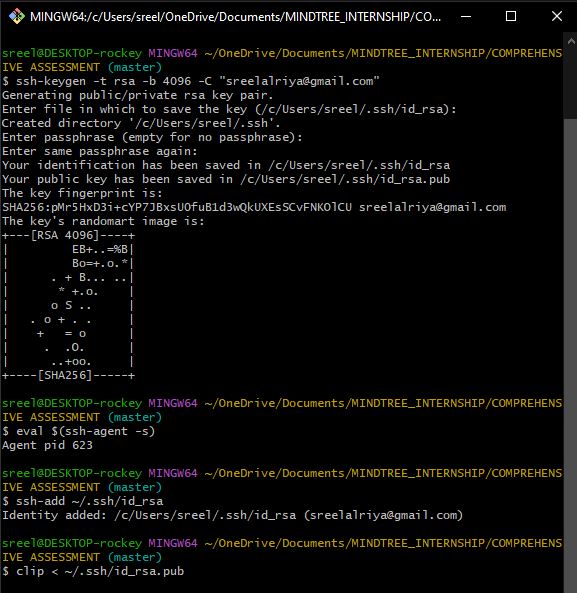 MINGW64:/c/Users/sreel/OneDrive/Documents/MINDTREE_INTERNSHIP/CO...
sreel@DESKTOP-rockey MINGW64 ~/OneDrive/Documents/MINDTREE_INTERNSHIP/COMPREHENS
IVE ASSESSMENT (master)
$ ssh-keygen -t rsa -b 4096 -C "sreelalriya@gmail.com"
Generating public/private rsa key pair.
Enter file in which to save the key (/c/Users/sreel/.ssh/id_rsa):
Created directory '/c/Users/sreel/.ssh'.
Enter passphrase (empty for no passphrase):
Enter same passphrase again:
Your identification has been saved in /c/Users/sreel/.ssh/id_rsa
Your public key has been saved in /c/Users/sreel/.ssh/id_rsa.pub
The key fingerprint is:
SHA256:pMr5HxD3i+cYP7JBxsUOfuB1d3wQkUXEsSCvFNKOlCU sreelalriya@gmail.com
The key's randomart image is:
+---[RSA 4096]----+
|         EB+..=%B|
|         Bo=+.o.*|
|      . + B... ..|
|       * +.o.    |
|      o S ..     |
|   . o + . .     |
|    +   = o      |
|     .  .O.      |
|      ..+oo.     |
+----[SHA256]-----+
sreel@DESKTOP-rockey MINGW64 ~/OneDrive/Documents/MINDTREE_INTERNSHIP/COMPREHENS
IVE ASSESSMENT (master)
$ eval $(ssh-agent -s)
Agent pid 623
sreel@DESKTOP-rockey MINGW64 ~/OneDrive/Documents/MINDTREE_INTERNSHIP/COMPREHENS
IVE ASSESSMENT (master)
$ ssh-add ~/.ssh/id_rsa
Identity added: /c/Users/sreel/.ssh/id_rsa (sreelalriya@gmail.com)
sreel@DESKTOP-rockey MINGW64 ~/OneDrive/Documents/MINDTREE_INTERNSHIP/COMPREHENS
IVE ASSESSMENT (master)
$ clip < ~/.ssh/id_rsa.pub